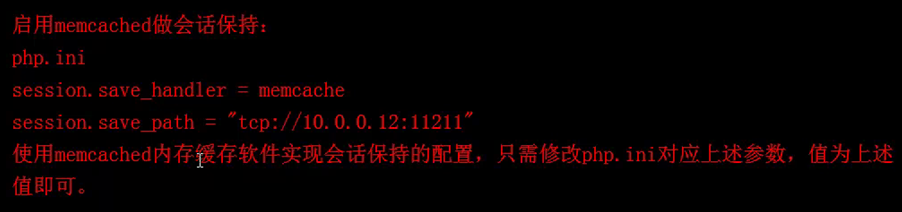 启用memcached做会话保持：
php.ini
session.save_handler = memcache
session.save_path = "tcp://10.0.0.12:11211"
使用memcached内存缓存软件实现会话保持的配置，只需修改php.ini对应上述参数，值为上述
值即可。